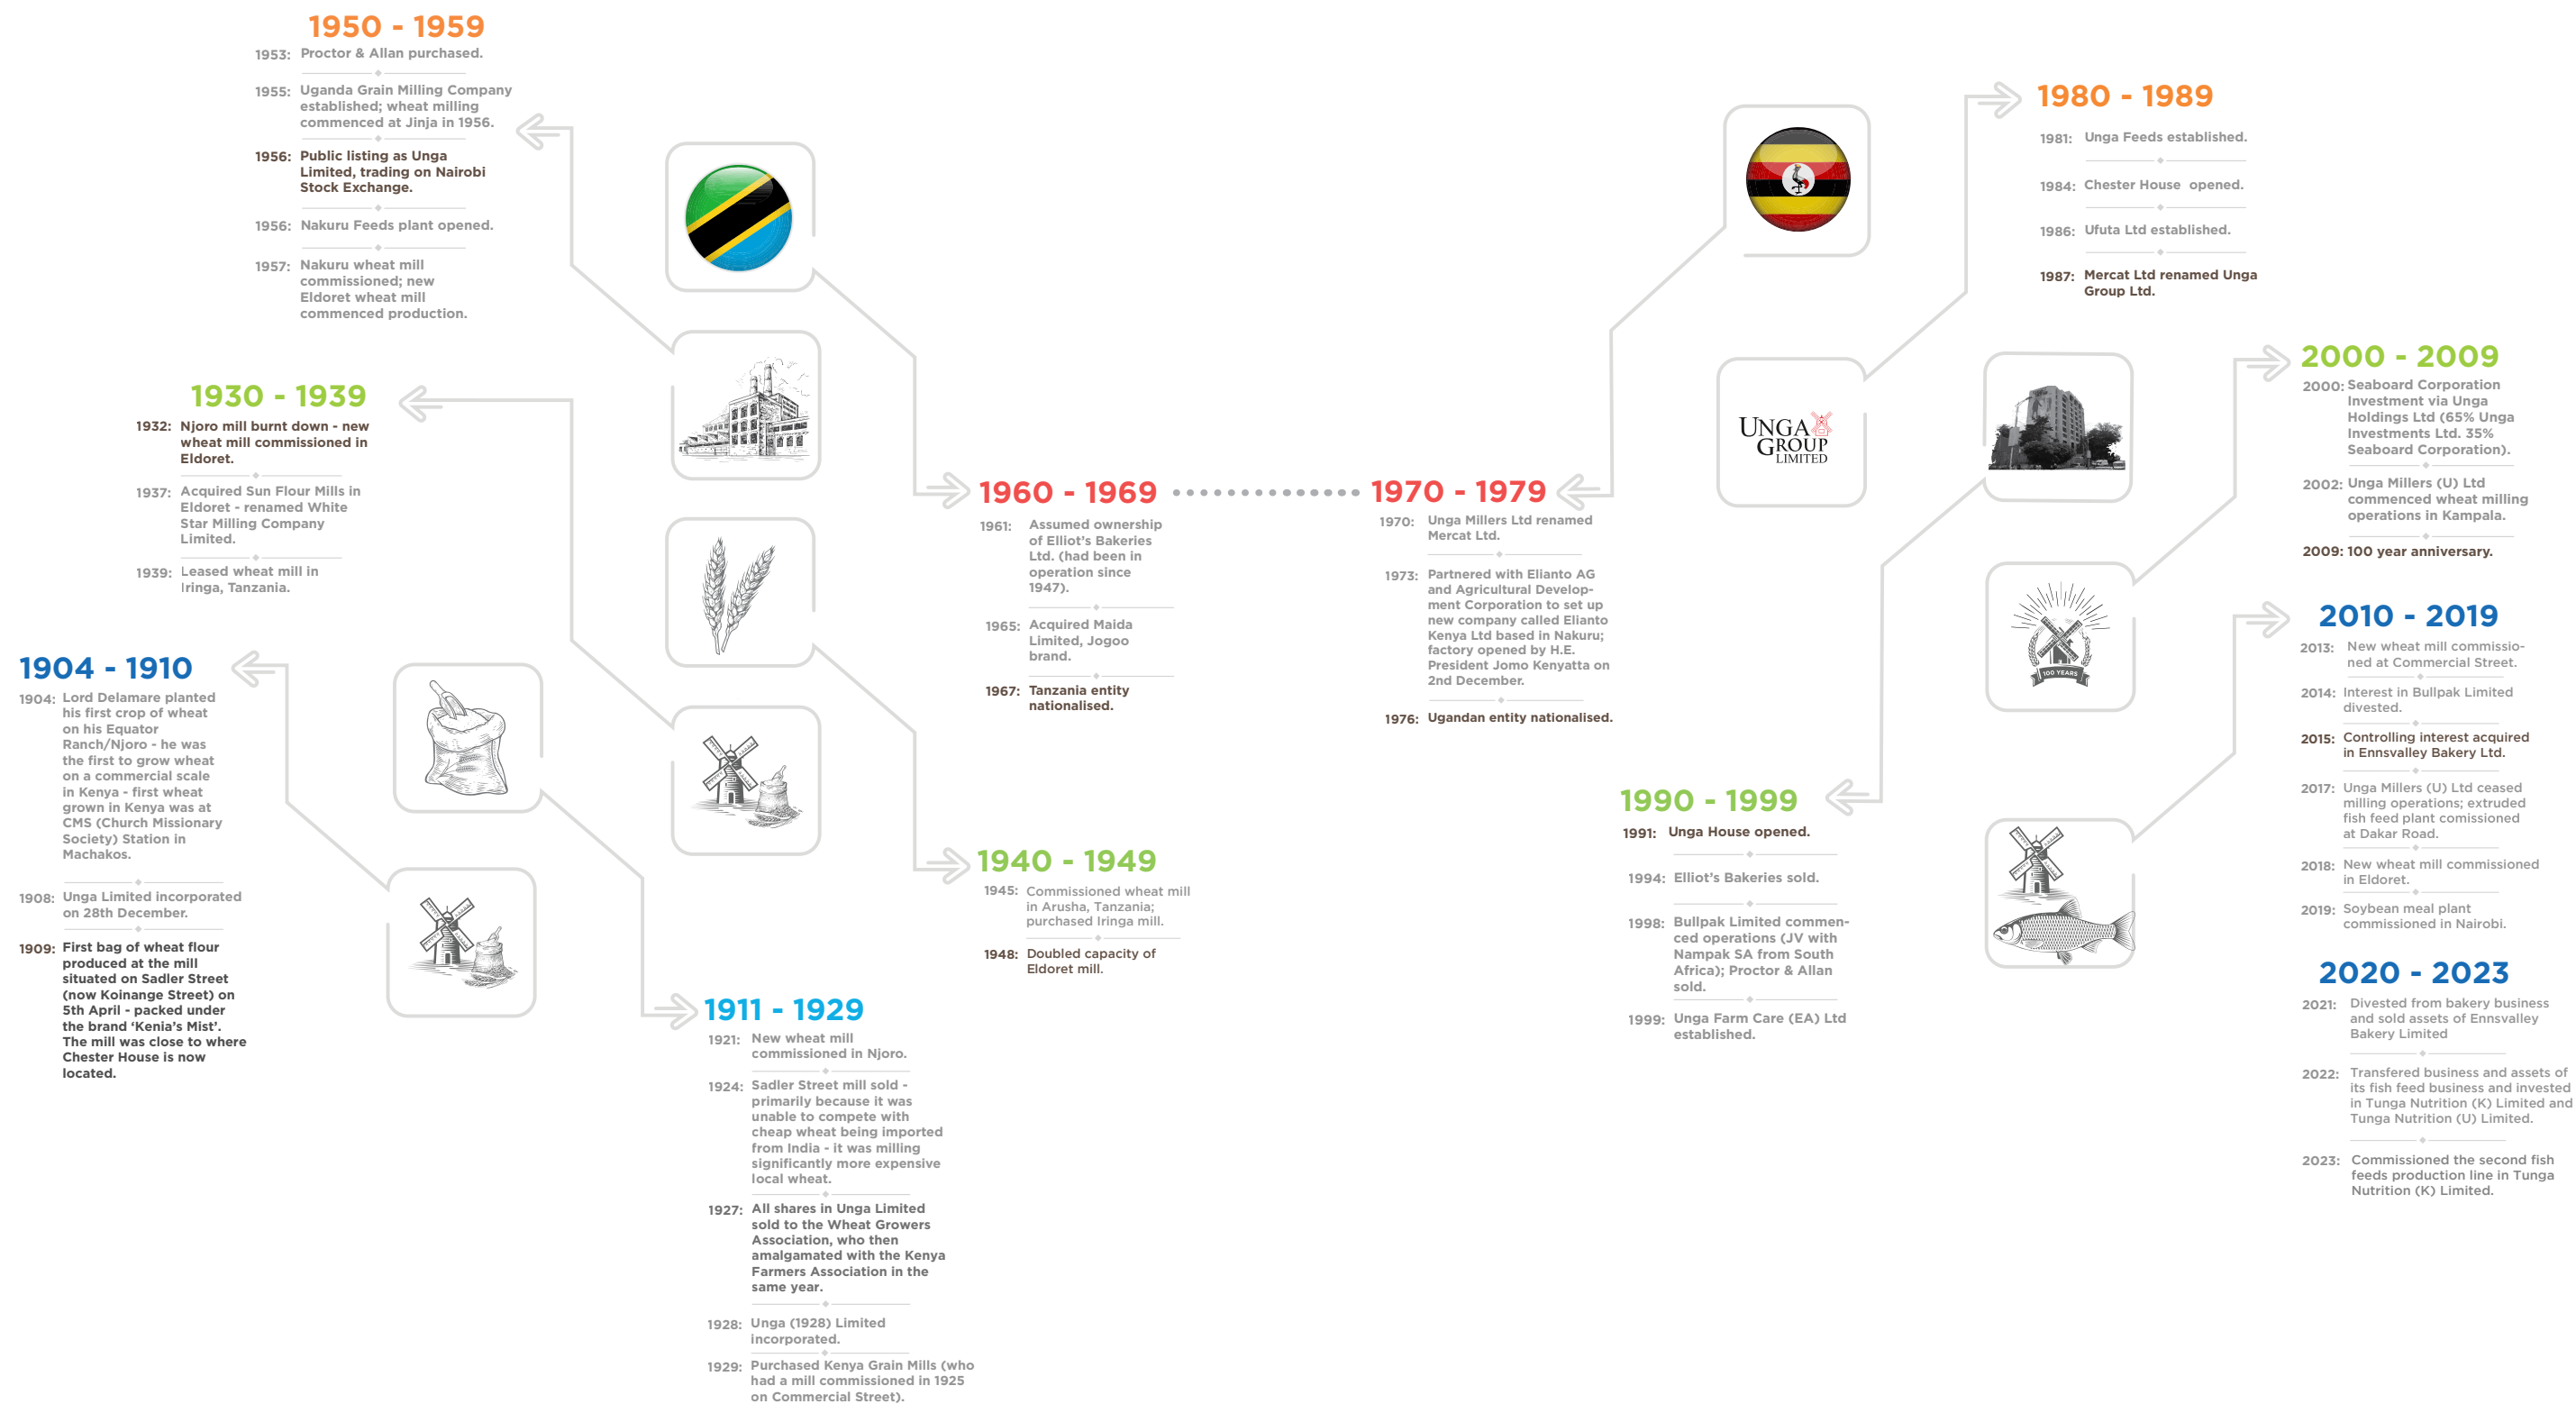 1950 - 1959
1953: Proctor & Allan purchased.
1955: Uganda Grain Milling Company
established; wheat milling
commenced at Jinja in 1956.
1956: Public listing as Unga
Limited, trading on Nairobi
Stock Exchange.
1956: Nakuru Feeds plant opened.
1957: Nakuru wheat mill
commissioned; new
Eldoret wheat mill
commenced production.
1930 - 1939
1932: Njoro mill burnt down - new
wheat mill commissioned in
Eldoret.
1937: Acquired Sun Flour Mills in
Eldoret - renamed White
Star Milling Company
Limited.
1939: Leased wheat mill in
Iringa, Tanzania.
1904 - 1910
1904: Lord Delamare planted
his first crop of wheat
on his Equator
Ranch/Njoro - he was
the first to grow wheat
on a commercial scale
in Kenya - first wheat
grown in Kenya was at
CMS (Church Missionary
Society) Station in
Machakos.
1908: Unga Limited incorporated
on 28th December.
1909: First bag of wheat flour
produced at the mill
situated on Sadler Street
(now Koinange Street) on
5th April - packed under
the brand ‘Kenia’s Mist’.
The mill was close to where
Chester House is now
located.
1911 - 1929
1921: New wheat mill
commissioned in Njoro.
1924: Sadler Street mill sold -
primarily because it was
unable to compete with
cheap wheat being imported
from India - it was milling
significantly more expensive
local wheat.
1927: All shares in Unga Limited
sold to the Wheat Growers
Association, who then
amalgamated with the Kenya
Farmers Association in the
same year.
1928: Unga (1928) Limited
incorporated.
1929: Purchased Kenya Grain Mills (who
had a mill commissioned in 1925
on Commercial Street).
1940 - 1949
1945: Commissioned wheat mill
in Arusha, Tanzania;
purchased Iringa mill.
1948: Doubled capacity of
Eldoret mill.
1960 - 1969
1961: Assumed ownership
of Elliot’s Bakeries
Ltd. (had been in
operation since
1947).
1965: Acquired Maida
Limited, Jogoo
brand.
1967: Tanzania entity
nationalised.
1970 - 1979
1970: Unga Millers Ltd renamed
Mercat Ltd.
1973: Partnered with Elianto AG
and Agricultural Develop-
ment Corporation to set up
new company called Elianto
Kenya Ltd based in Nakuru;
factory opened by H.E.
President Jomo Kenyatta on
2nd December.
1976: Ugandan entity nationalised.
1980 - 1989
1981: Unga Feeds established.
1984: Chester House opened.
1986: Ufuta Ltd established.
1987: Mercat Ltd renamed Unga
Group Ltd.
UNGA
GROUP
LIMITED
1990 - 1999
1991: Unga House opened.
1994: Elliot’s Bakeries sold.
1998: Bullpak Limited commen-
ced operations (JV with
Nampak SA from South
Africa); Proctor & Allan
sold.
1999: Unga Farm Care (EA) Ltd
established.
2000 - 2009
2000: Seaboard Corporation
Investment via Unga
Holdings Ltd (65% Unga
Investments Ltd. 35%
Seaboard Corporation).
2002: Unga Millers (U) Ltd
commenced wheat milling
operations in Kampala.
2009: 100 year anniversary.
100 YEARS
2010 - 2019
2013: New wheat mill commissio-
ned at Commercial Street.
2014: Interest in Bullpak Limited
divested.
2015: Controlling interest acquired
in Ennsvalley Bakery Ltd.
2017: Unga Millers (U) Ltd ceased
milling operations; extruded
fish feed plant comissioned
at Dakar Road.
2018: New wheat mill commissioned
in Eldoret.
2019: Soybean meal plant
commissioned in Nairobi.
2020 - 2023
2021: Divested from bakery business
and sold assets of Ennsvalley
Bakery Limited
2022: Transfered business and assets of
its fish feed business and invested
in Tunga Nutrition (K) Limited and
Tunga Nutrition (U) Limited.
2023: Commissioned the second fish
feeds production line in Tunga
Nutrition (K) Limited.